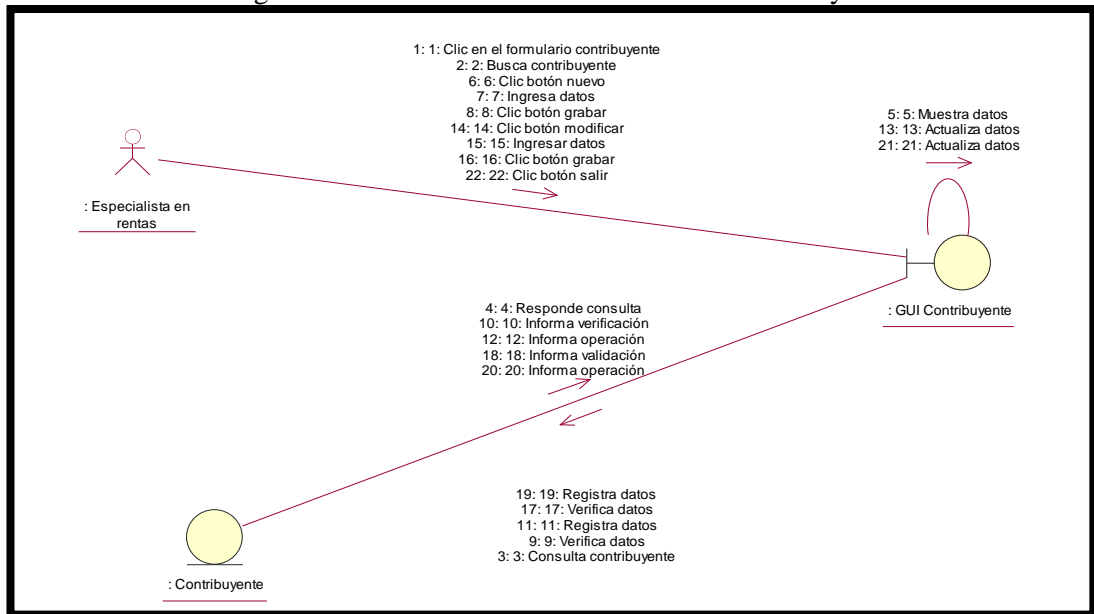 1: 1: Clic en el formulario contribuyente
2: 2: Busca contribuyente
6: 6: Clic botón nuevo
7: 7: Ingresa datos
8: 8: Clic botón grabar
14: 14: Clic botón modificar
15: 15: Ingresar datos
16: 16: Clic botón grabar
22: 22: Clic botón salir
5: 5: Muestra datos
13: 13: Actualiza datos
21: 21: Actualiza datos
: Especialista en
rentas
: GUI Contribuyente
4: 4: Responde consulta
10: 10: Informa verificación
12: 12: Informa operación
18: 18: Informa validación
20: 20: Informa operación
19: 19: Registra datos
17: 17: Verifica datos
11: 11: Registra datos
9: 9: Verifica datos
3: 3: Consulta contribuyente
: Contribuyente